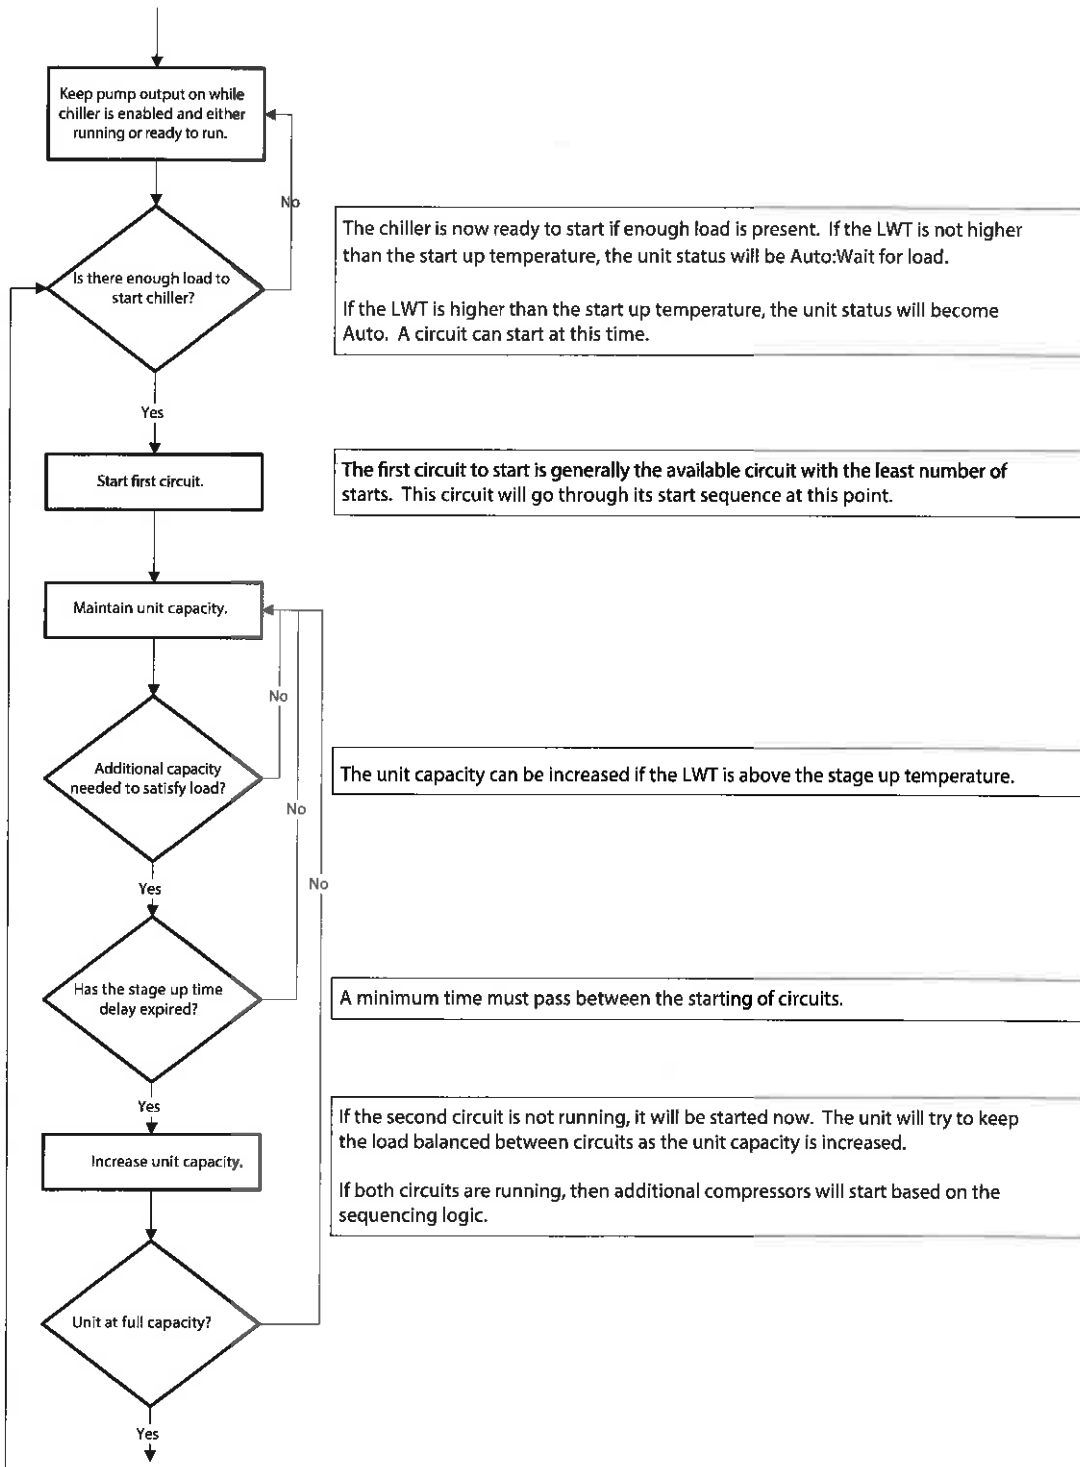 Keep pump output on while
chiller is enabled and either
running or ready to run.
No
Is there enough load to
start chiller?
The chiller is now ready to start if enough load is present. If the LWT is not higher
than the start up temperature, the unit status will be Auto:Wait for load.
If the LWT is higher than the start up temperature, the unit status will become
Auto. A circuit can start at this time.
Yes
Start first circuit.
The first circuit to start is generally the available circuit with the least number of
starts. This circuit will go through its start sequence at this point.
Maintain unit capacity.
No
Additional capacity
needed to satisfy load?
The unit capacity can be increased if the LWT is above the stage up temperature.
No
Yes
No
Has the stage up time
delay expired?
A minimum time must pass between the starting of circuits.
Yes
Increase unit capacity.
If the second circuit is not running, it will be started now. The unit will try to keep
the load balanced between circuits as the unit capacity is increased.
If both circuits are running, then additional compressors will start based on the
sequencing logic.
Unit at full capacity?
Yes